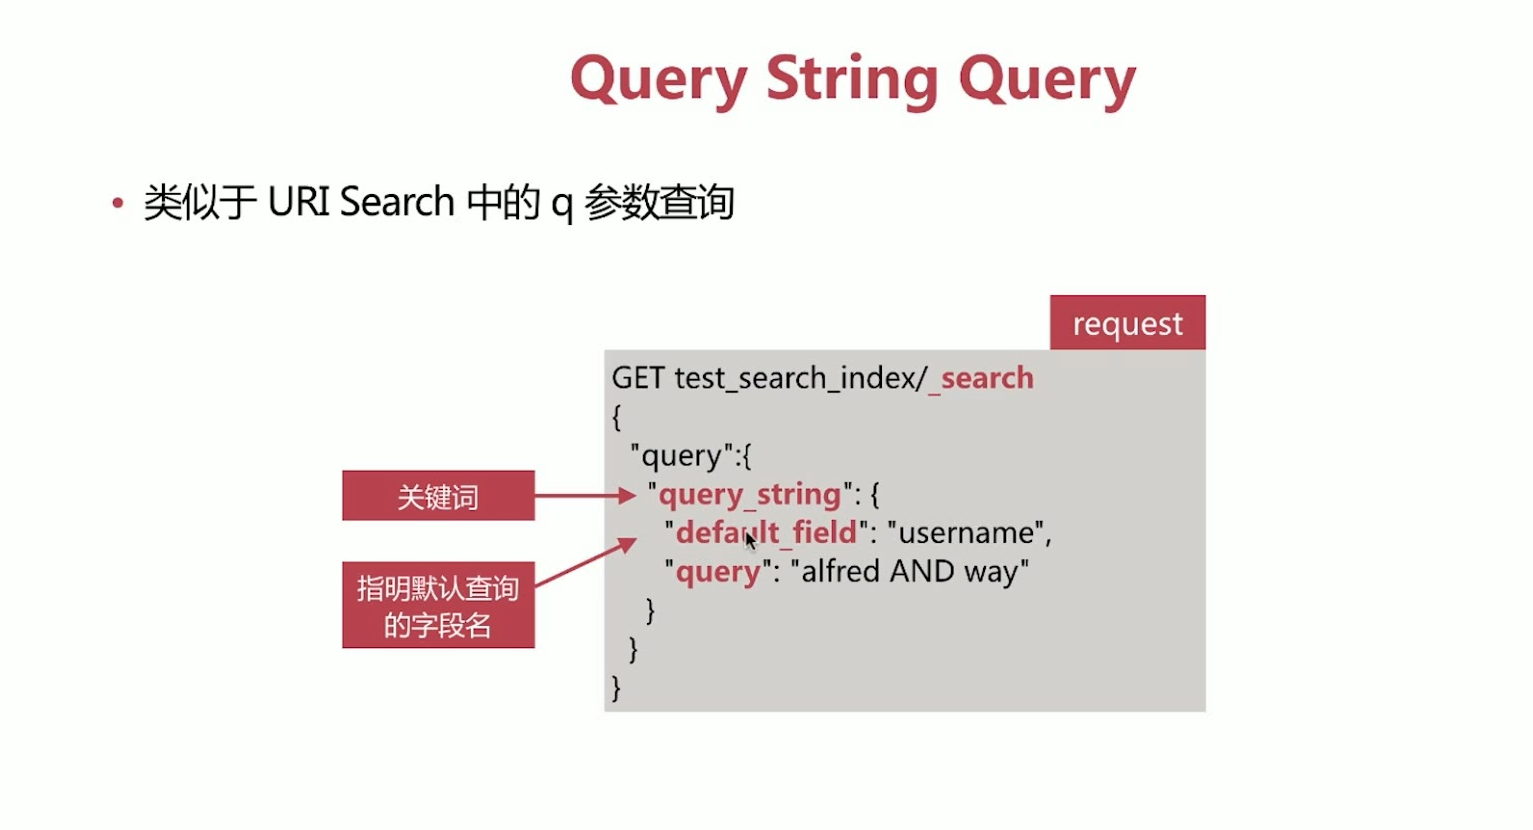 Query String Query
• 类似于 URI Search 中的 q 参数查询
request
GET test_search_index/_search
{
"query":{
关键词
"query_string": {
"default_field": "username",
指明默认查询
的字段名
"query": "alfred AND way"
}
}
}